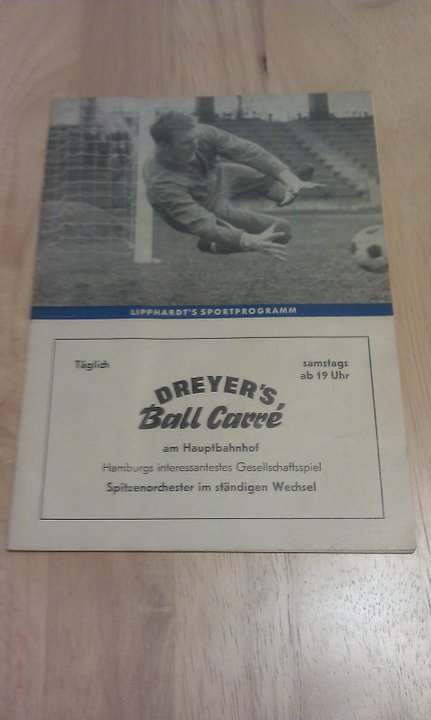 LIPPHARDT'S SPORTPROGRAMM
Täglich
samstags
ab 19 Uhr
DREYER'S
Ball Carré
am Hauptbahnhof
Hamburgs interessantestes Gesellschaftsspiel
Spitzenorchester im ständigen Wechsel